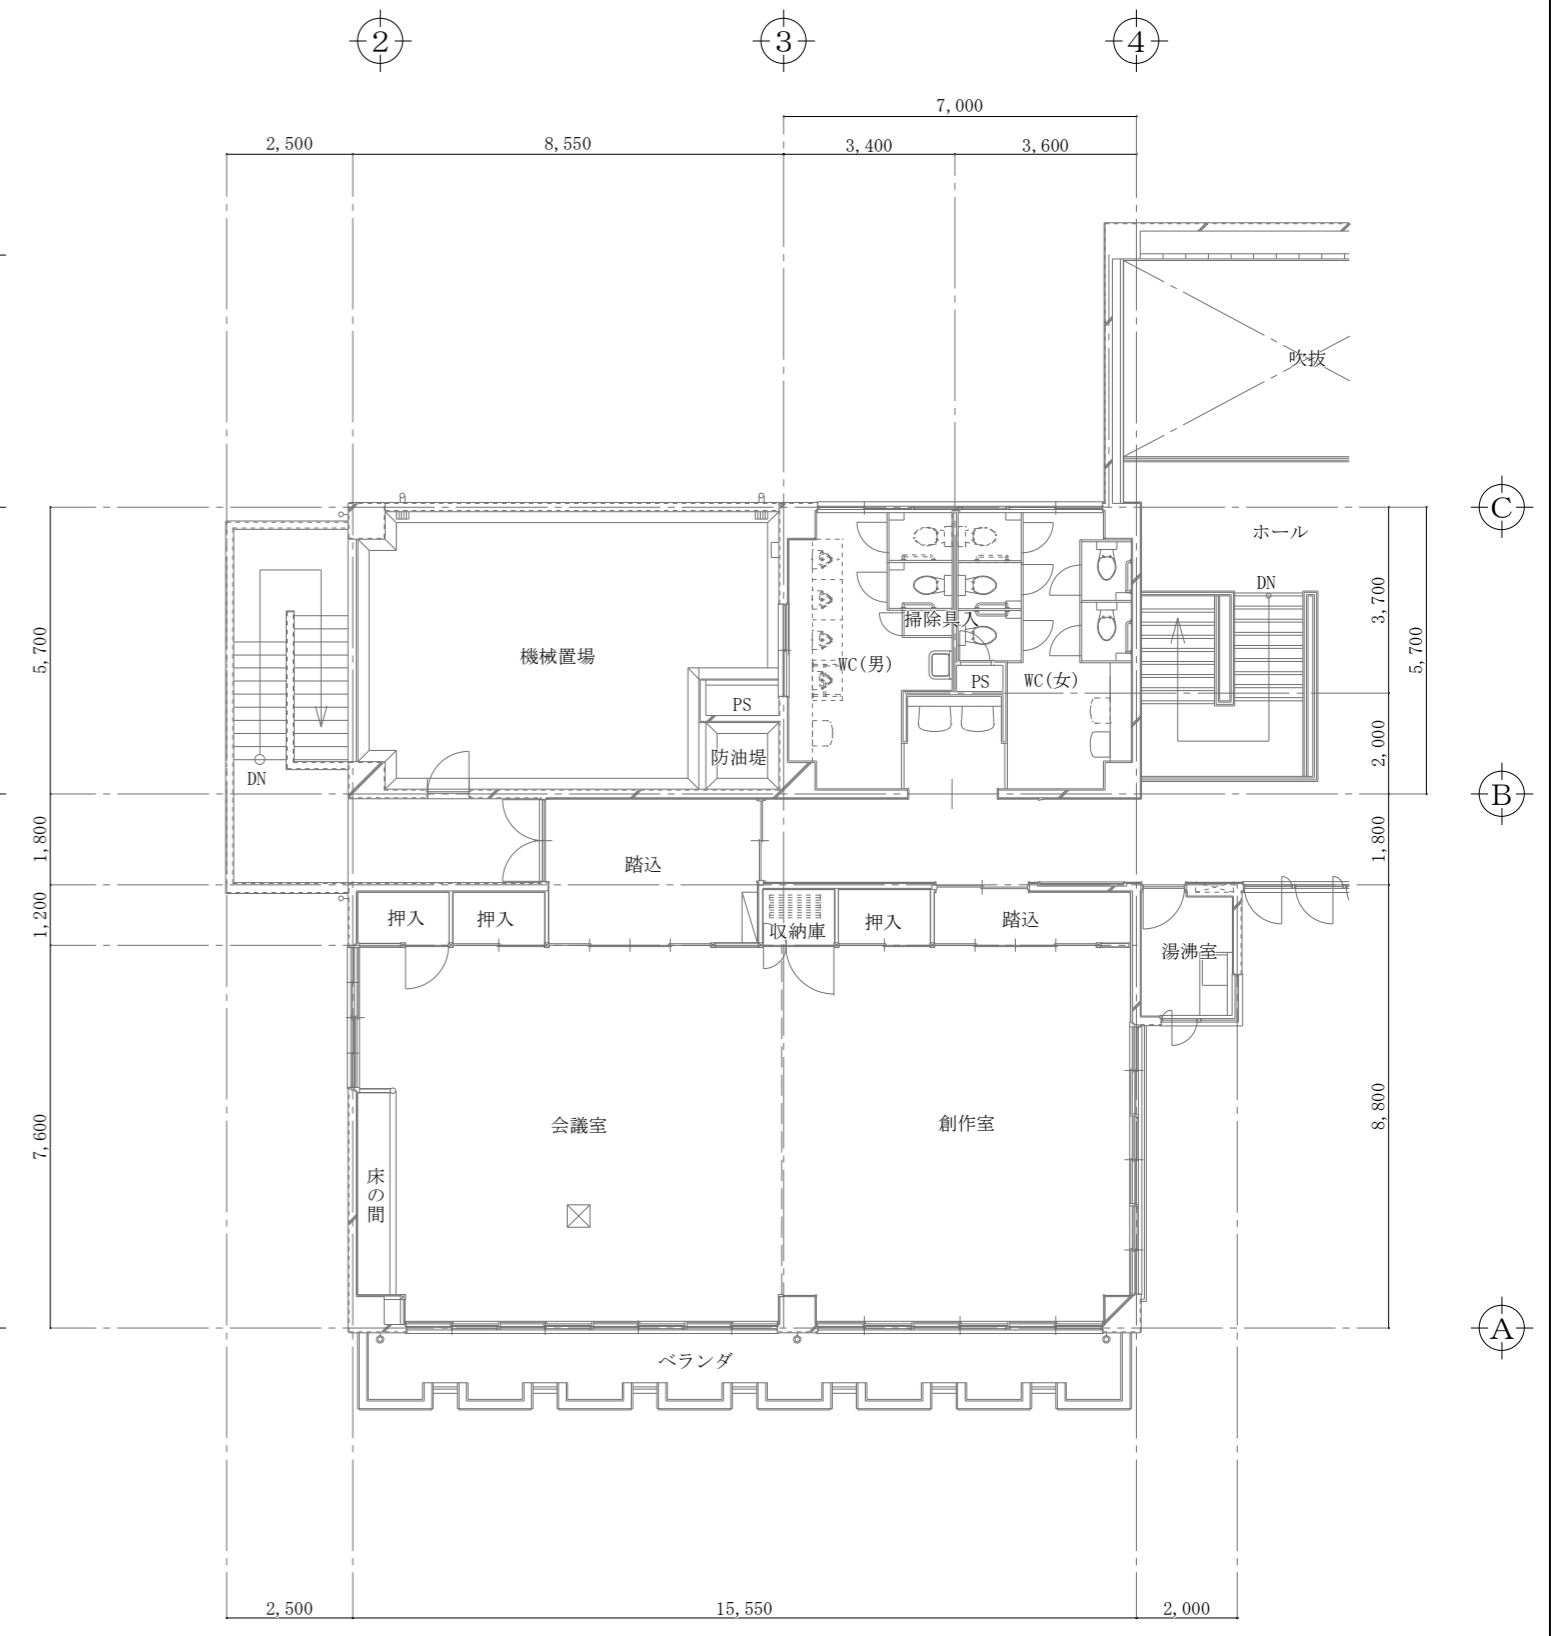 2
3
4
7,000
2,500
8,550
3,400
3,600
吹抜
C
ホール
DN
3,700
5,700
5,700
掃除具入
機械置場
WC(男)
PS
WC(女)
PS
防油堤
2,000
DN
B
1,800
踏込
1,800
1,200
押入
押入
収納庫
押入
踏込
湯沸室
会議室
創作室
8,800
7,600
床の間
A
ベランダ
2,500
15,550
2,000